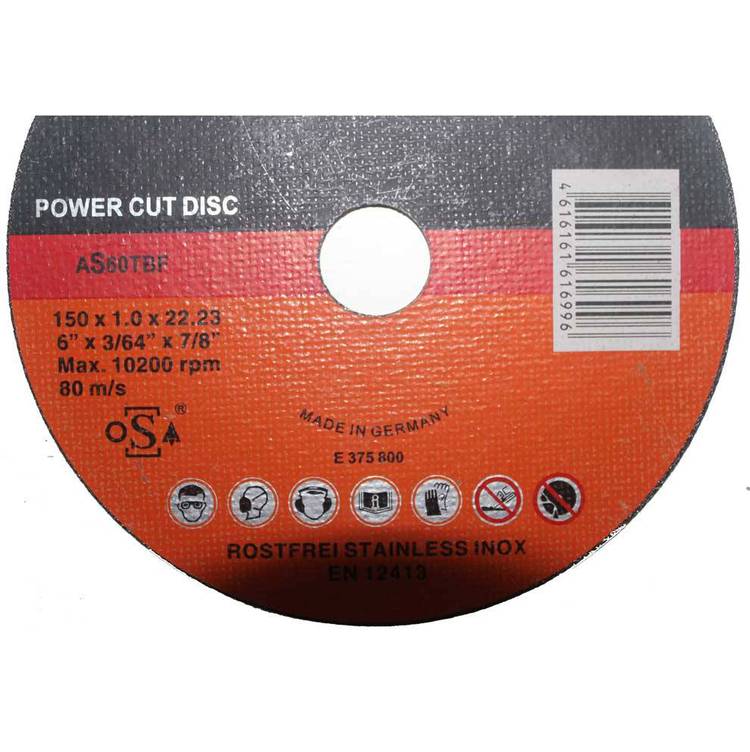 POWER CUT DISC
AS60TBF
150 x 1.0 x 22.23
6" x 3/64" x 7/8"
Max. 10200 rpm
80 m/s
oSA®
MADE IN GERMANY
E 375 800
ROSTFREI STAINLESS INOX
EN 12413
4 616161 616996